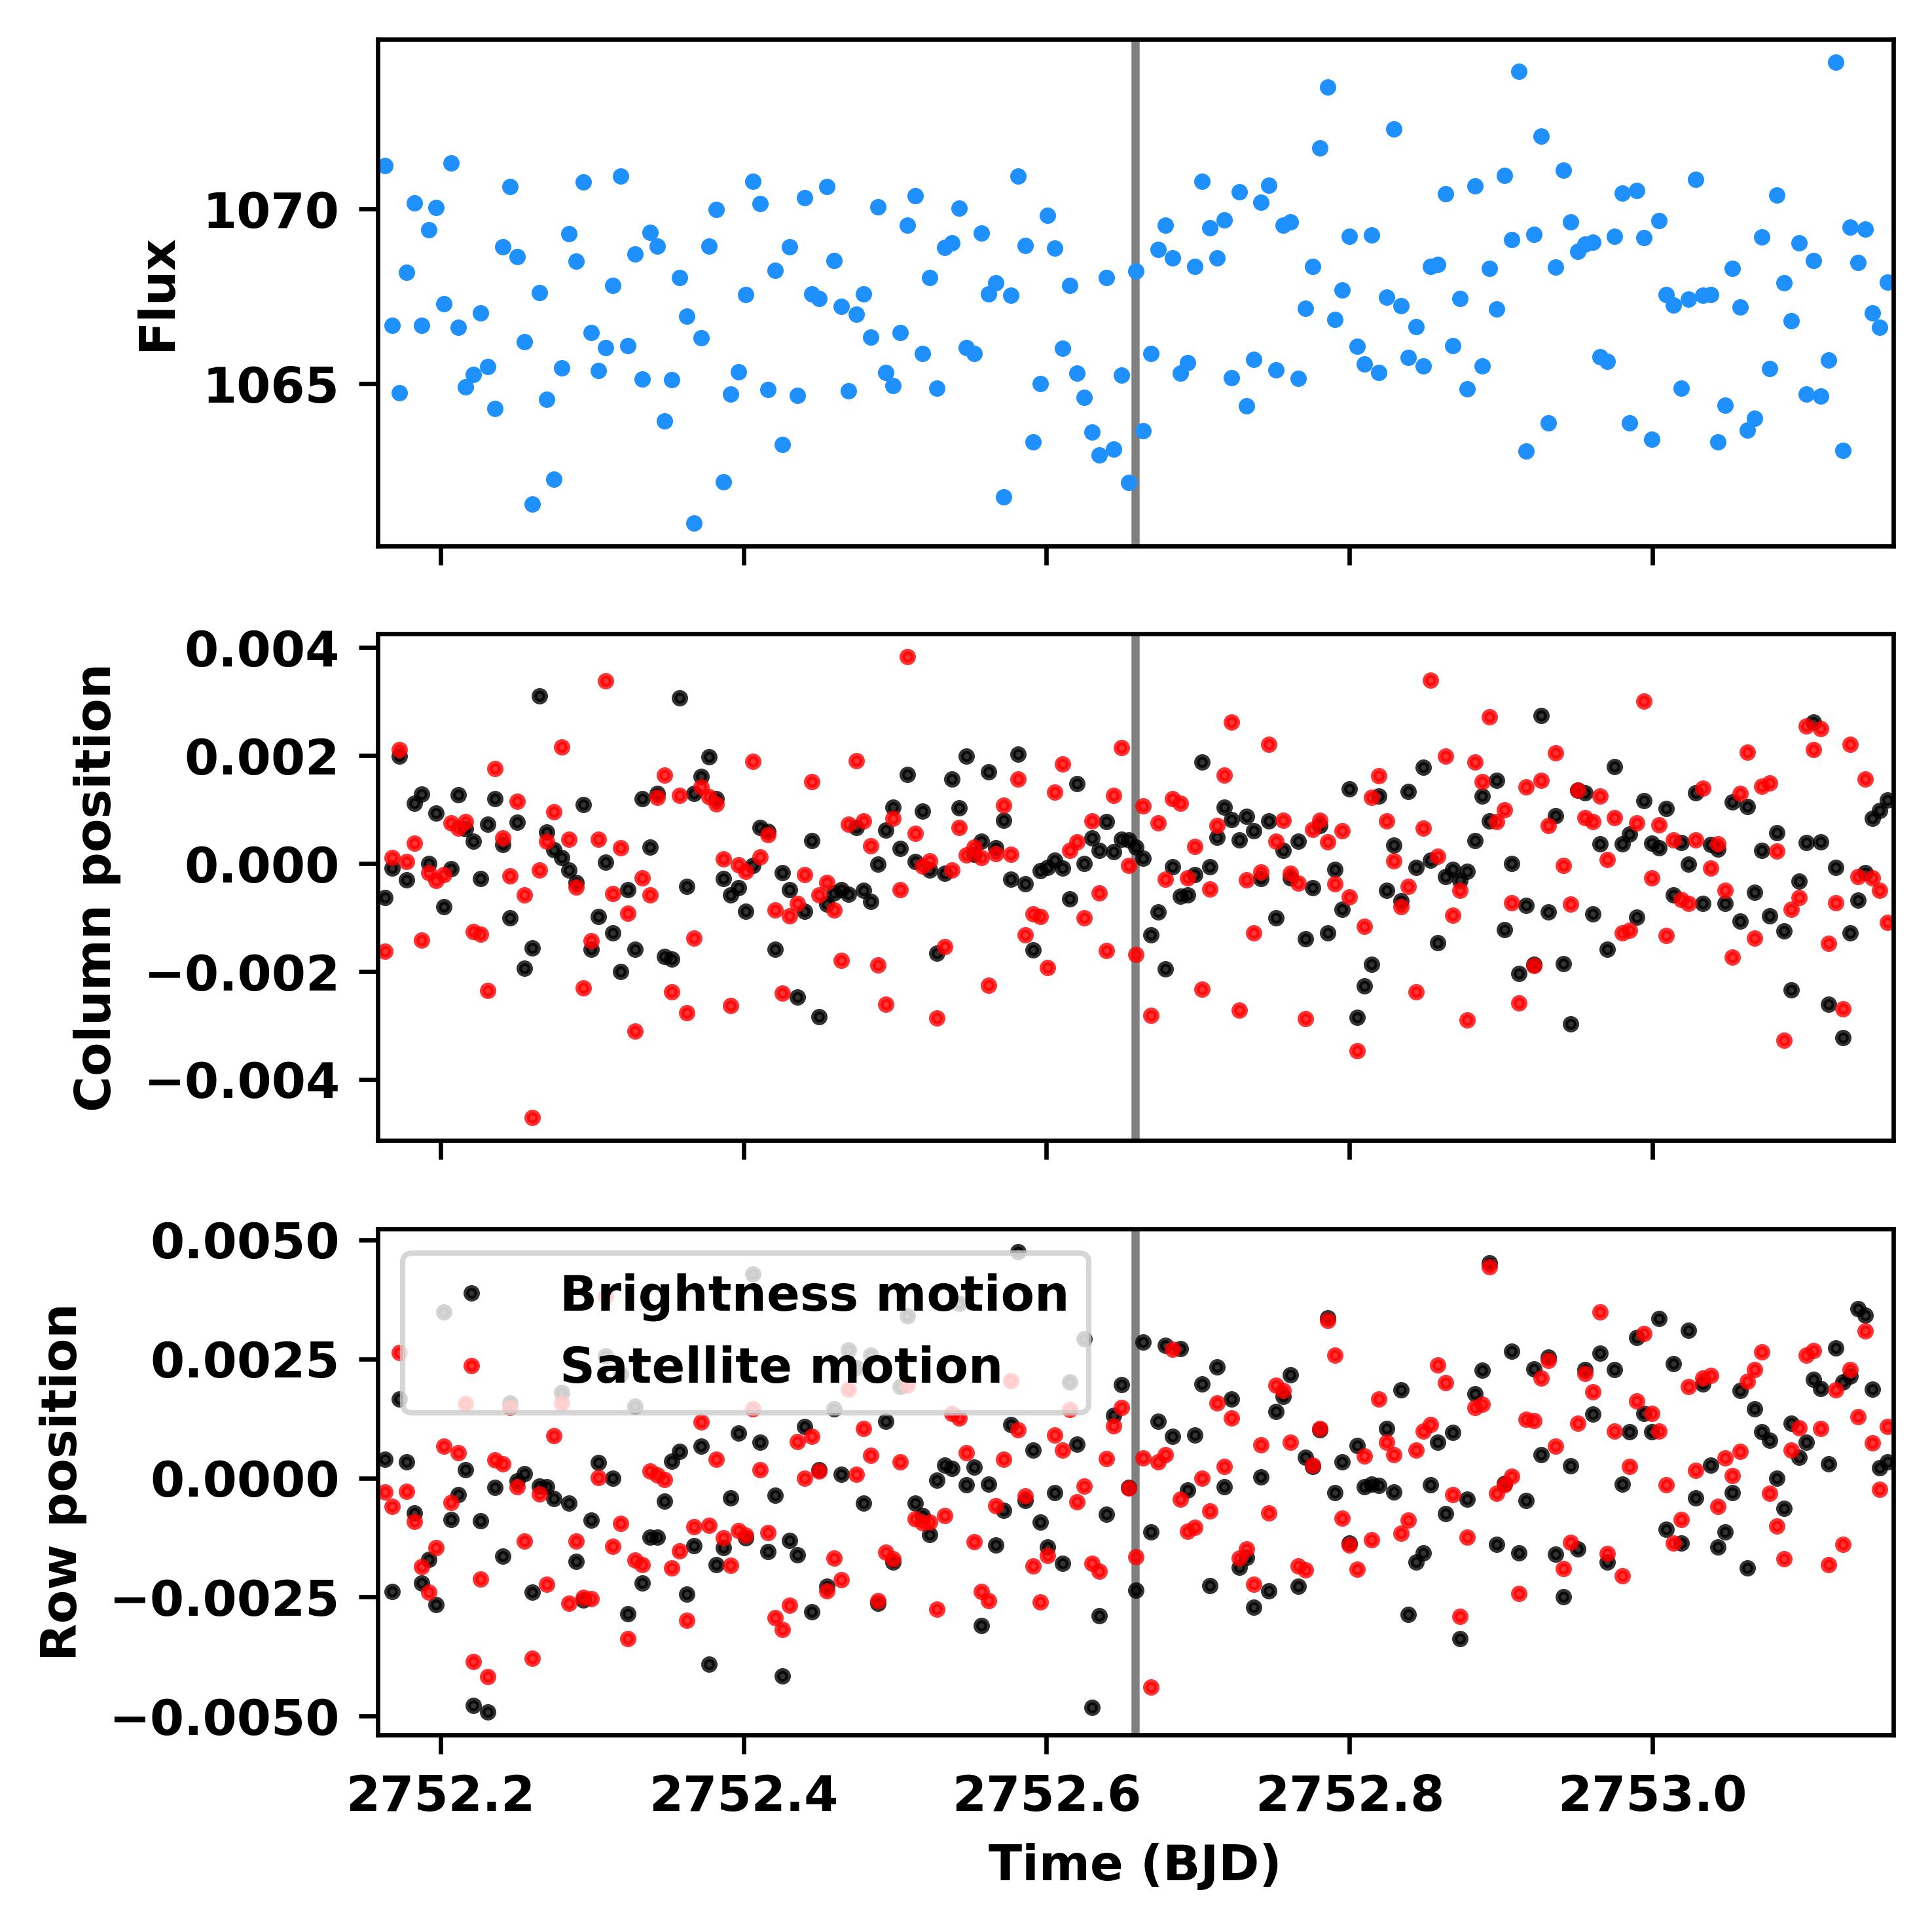 Flux
1070
1065
Column position
0.004
0.002
0.000
−0.002
−0.004
Row position
0.0050
0.0025
0.0000
−0.0025
−0.0050
Brightness motion
Satellite motion
2752.2 2752.4 2752.6 2752.8 2753.0
Time (BJD)